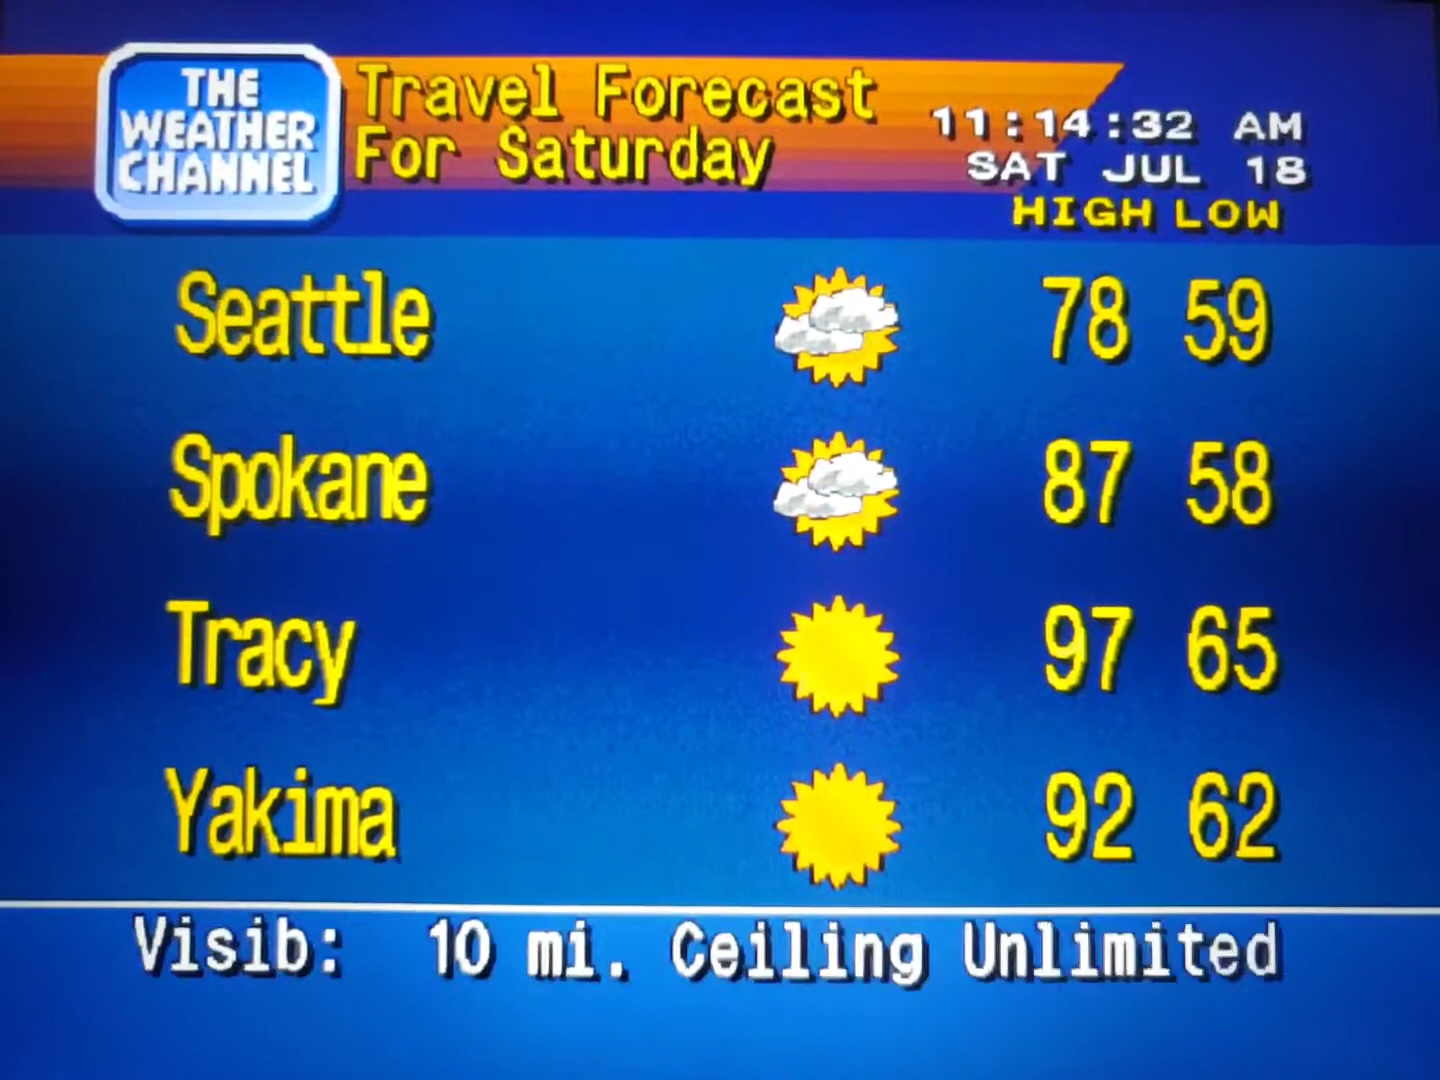 THE
WEATHER
CHANNEL
Travel Forecast
For Saturday
11:14:32 AM
SAT JUL 18
HIGH LOW
Seattle 78 59
Spokane 87 58
Tracy 97 65
Yakima 92 62
Visib: 10 mi. Ceiling Unlimited